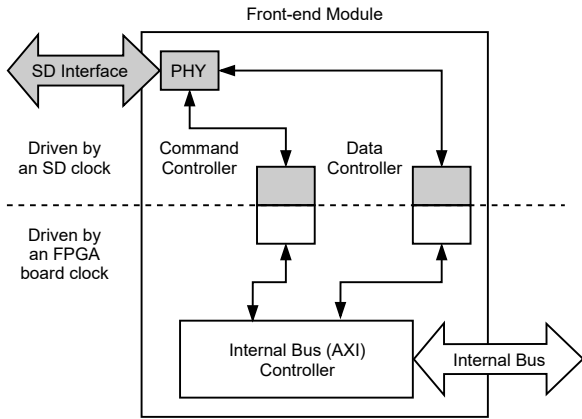 Front-end Module
SD Interface
PHY
Driven by
an SD clock
Command
Controller
Data
Controller
Driven by
an FPGA
board clock
Internal Bus (AXI)
Controller
Internal Bus